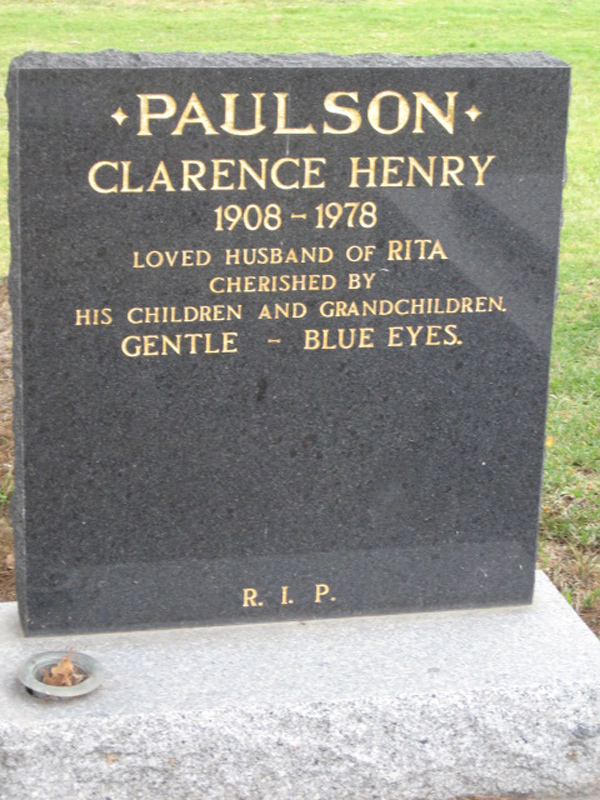 PAULSON
CLARENCE HENRY
1908 - 1978
LOVED HUSBAND OF RITA
CHERISHED BY
HIS CHILDREN AND GRANDCHILDREN.
GENTLE - BLUE EYES.
R. I. P.